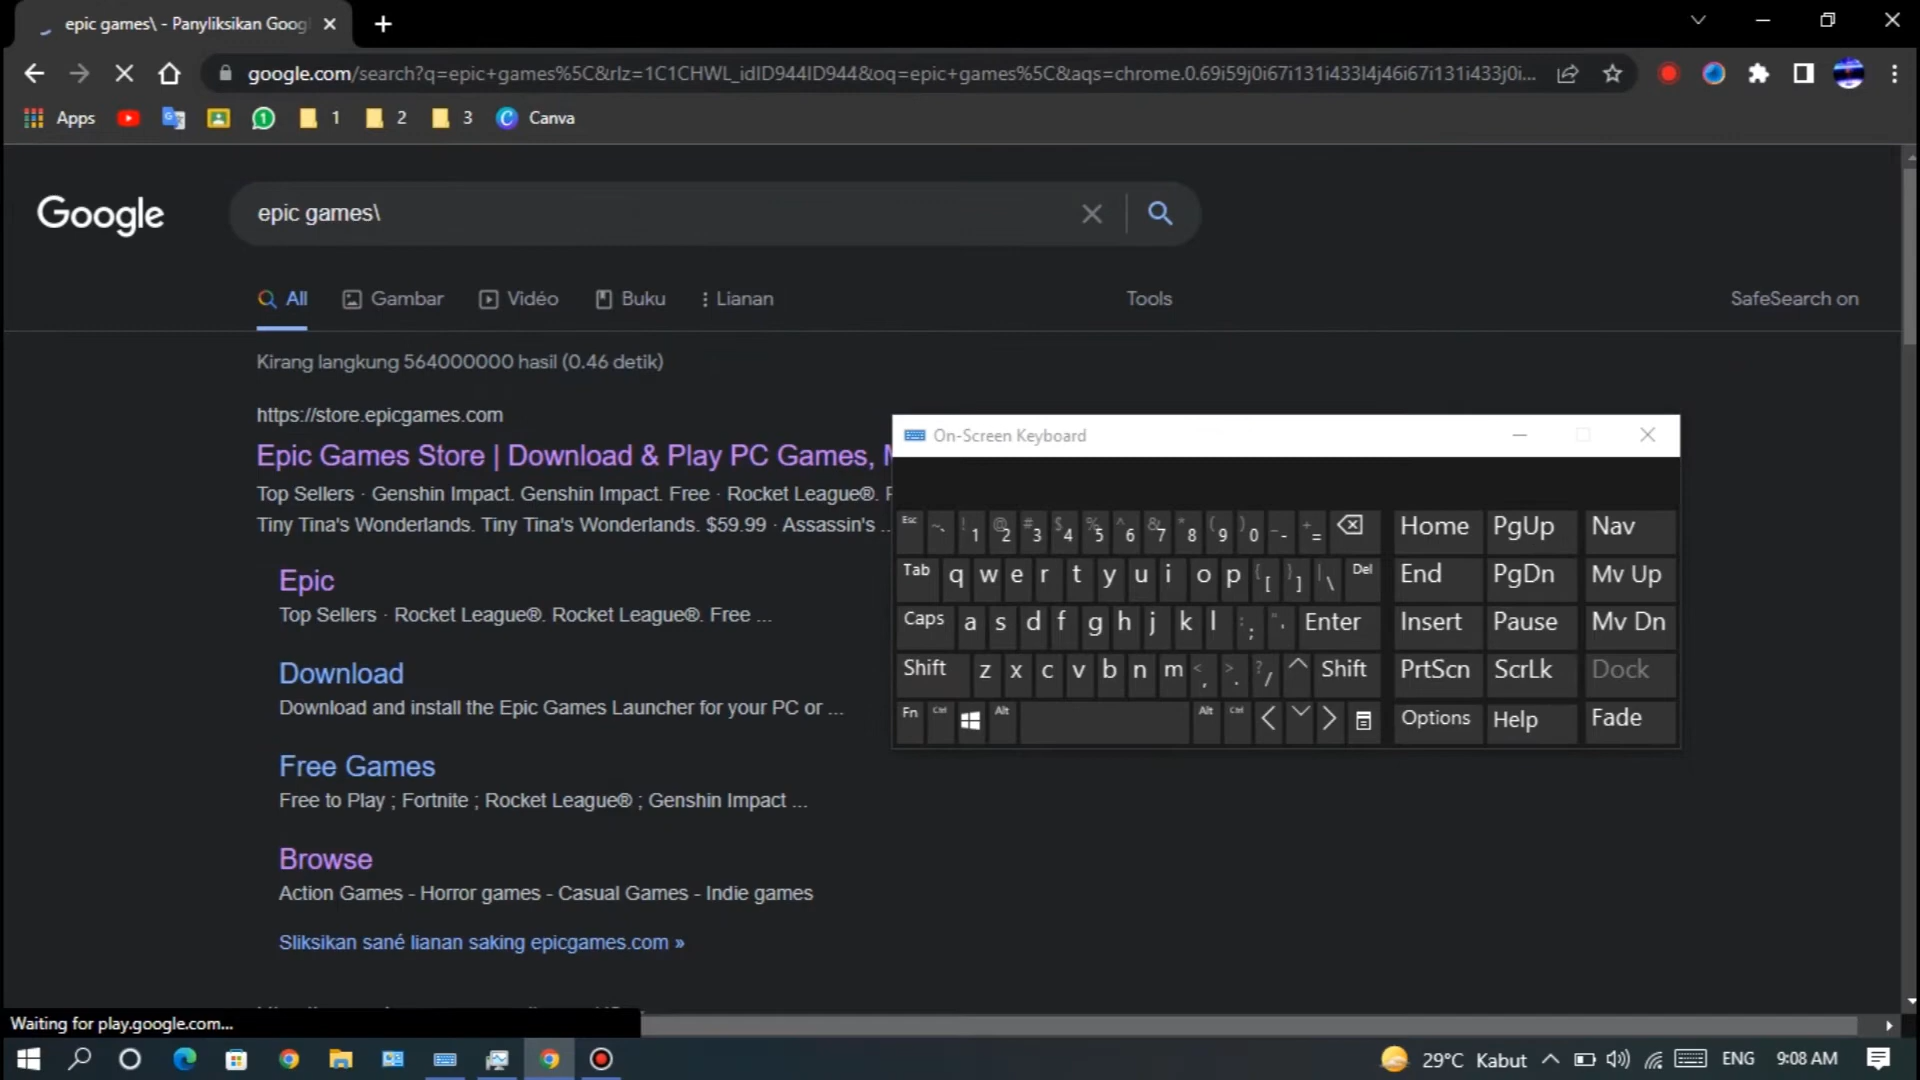 epic games\ - Panyliksikan Goog
google.com/search?q=epic+games%5C&rlz=1C1CHWL_idID944ID944&oq=epic+games%5C&aqs=chrome.0.69i59j0i67i131i433l4j46i67i131i433j0i...
Apps 1 2 3 Canva
Google
epic games\
All Gambar Vidéo Buku Lianan Tools SafeSearch on
Kirang langkung 564000000 hasil (0.46 detik)
https://store.epicgames.com
Epic Games Store | Download & Play PC Games, M
Top Sellers · Genshin Impact. Genshin Impact. Free · Rocket League®.
Tiny Tina's Wonderlands. Tiny Tina's Wonderlands. $59.99 · Assassin's ...
Epic
Top Sellers · Rocket League®. Rocket League®. Free ...
Download
Download and install the Epic Games Launcher for your PC or ...
Free Games
Free to Play ; Fortnite ; Rocket League® ; Genshin Impact ...
Browse
Action Games - Horror games - Casual Games - Indie games
Sliksikan sané lianan saking epicgames.com »
On-Screen Keyboard
Esc ~ ` ! 1 @ 2 # 3 $ 4 % 5 ^ 6 & 7 * 8 ( 9 ) 0 _ - + = Home PgUp Nav
Tab q w e r t y u i o p { [ } ] | \ Del End PgDn Mv Up
Caps a s d f g h j k l : ; " ' Enter Insert Pause Mv Dn
Shift z x c v b n m < , > . ? / ^ Shift PrtScn ScrLk Dock
Fn Ctrl Alt Alt Ctrl Options Help Fade
Waiting for play.google.com...
29°C Kabut ENG 9:08 AM